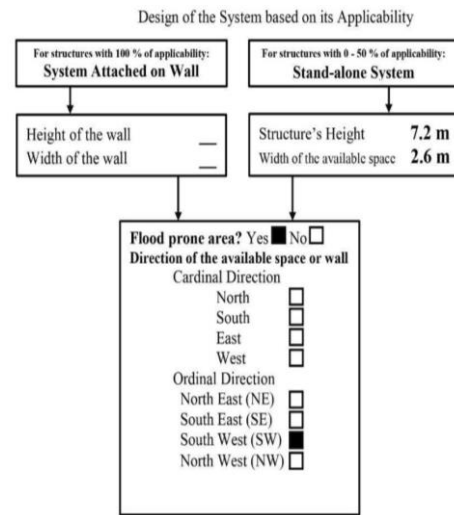 Design of the System based on its Applicability
For structures with 100 % of applicability:
System Attached on Wall
For structures with 0 - 50 % of applicability:
Stand-alone System
Height of the wall __
Width of the wall __
Structure's Height 7.2 m
Width of the available space 2.6 m
Flood prone area? Yes ■ No □
Direction of the available space or wall
Cardinal Direction
North □
South □
East □
West □
Ordinal Direction
North East (NE) □
South East (SE) □
South West (SW) ■
North West (NW) □